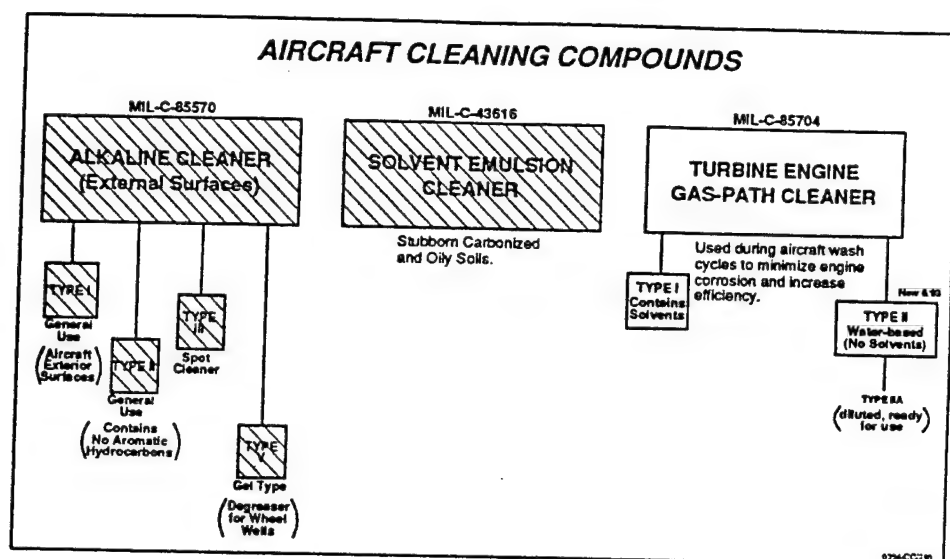 AIRCRAFT CLEANING COMPOUNDS
MIL-C-85570
ALKALINE CLEANER
(External Surfaces)
TYPE I
General
Use
(Aircraft
Exterior
Surfaces)
TYPE II
General
Use
(Contains
No Aromatic
Hydrocarbons)
TYPE
III
Spot
Cleaner
TYPE
V
Gel Type
(Degreaser
for Wheel
Wells)
MIL-C-43616
SOLVENT EMULSION
CLEANER
Stubborn Carbonized
and Oily Soils.
MIL-C-85704
TURBINE ENGINE
GAS-PATH CLEANER
Used during aircraft wash
cycles to minimize engine
corrosion and increase
efficiency.
TYPE I
Contains
Solvents
New
TYPE II
Water-based
(No Solvents)
TYPE IIA
(diluted, ready
for use)